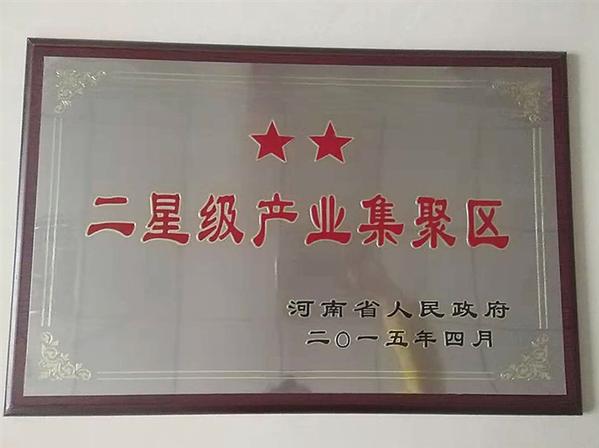 二星级产业集聚区
河南省人民政府
二〇一五年四月